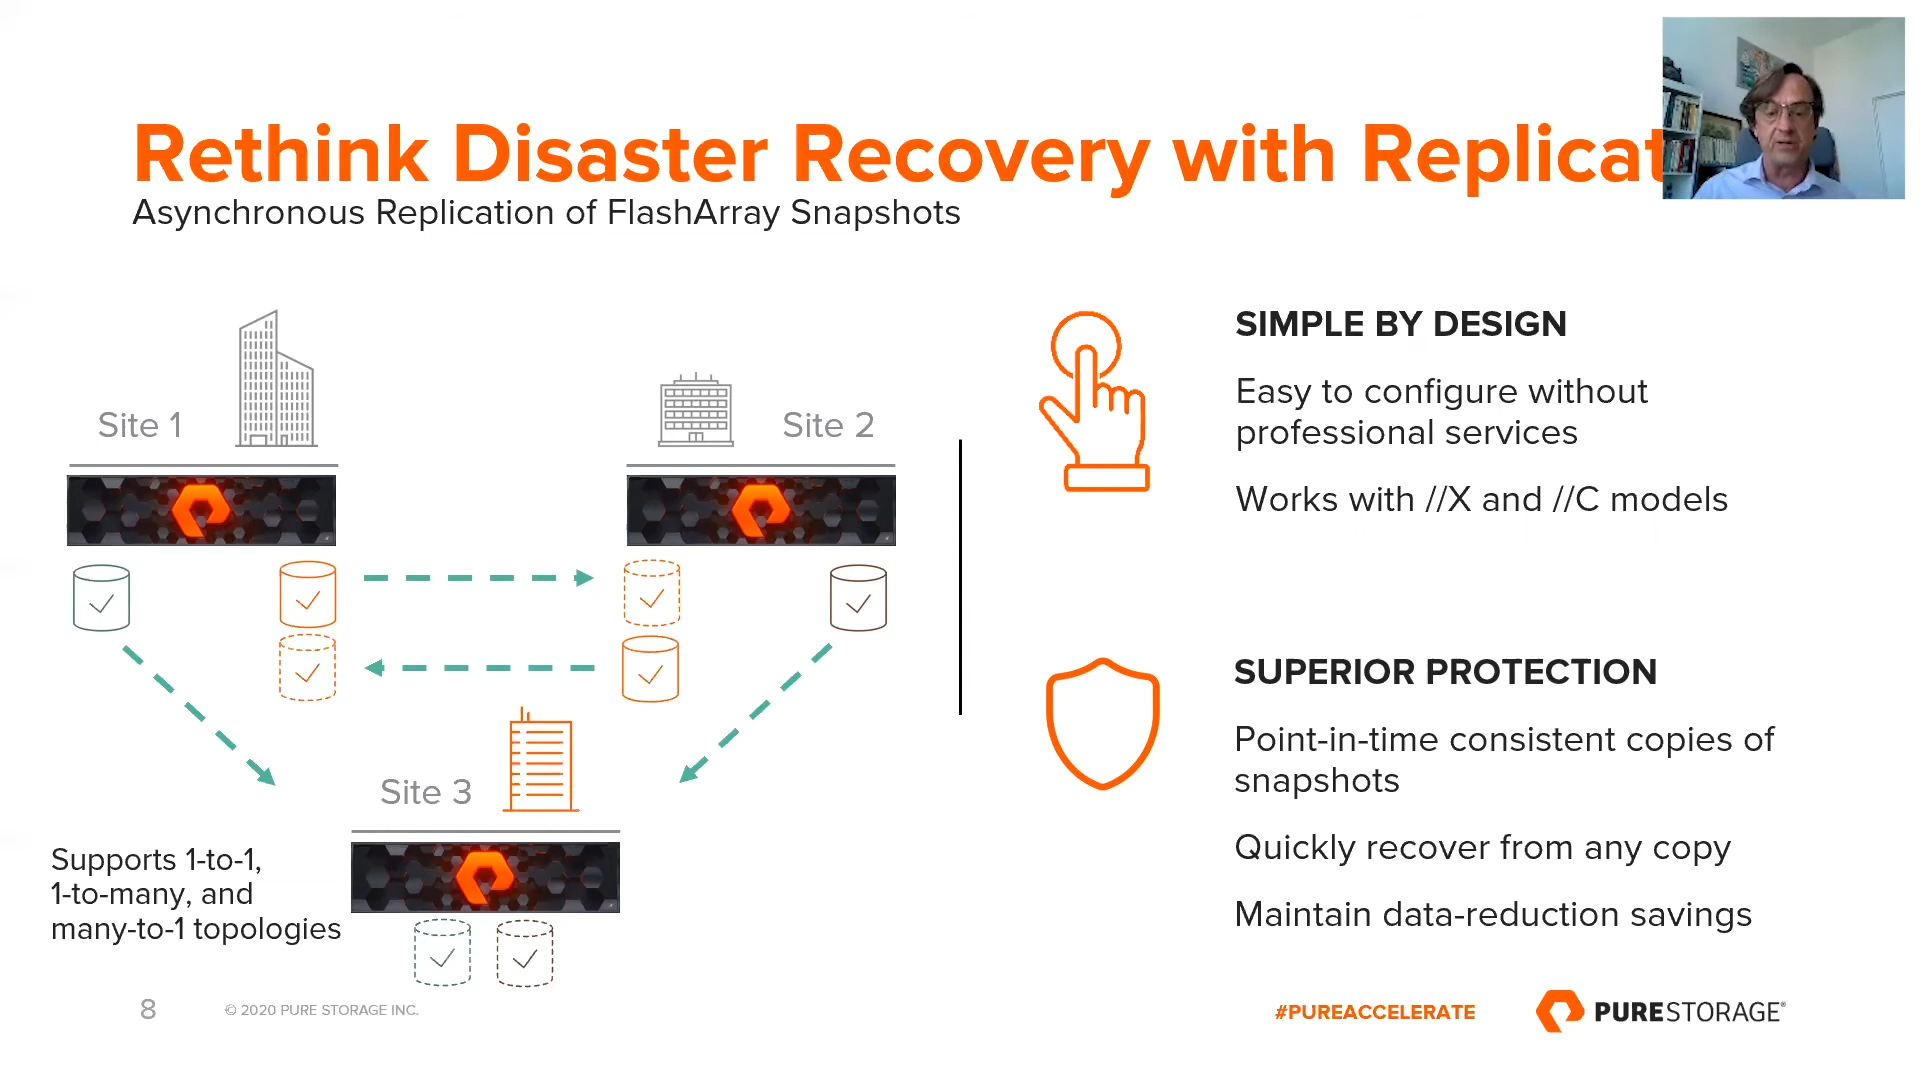 Rethink Disaster Recovery with Replicat
Asynchronous Replication of FlashArray Snapshots
Site 1
Site 2
Site 3
Supports 1-to-1,
1-to-many, and
many-to-1 topologies
SIMPLE BY DESIGN
Easy to configure without
professional services
Works with //X and //C models
SUPERIOR PROTECTION
Point-in-time consistent copies of
snapshots
Quickly recover from any copy
Maintain data-reduction savings
8
© 2020 PURE STORAGE INC.
#PUREACCELERATE
PURESTORAGE®